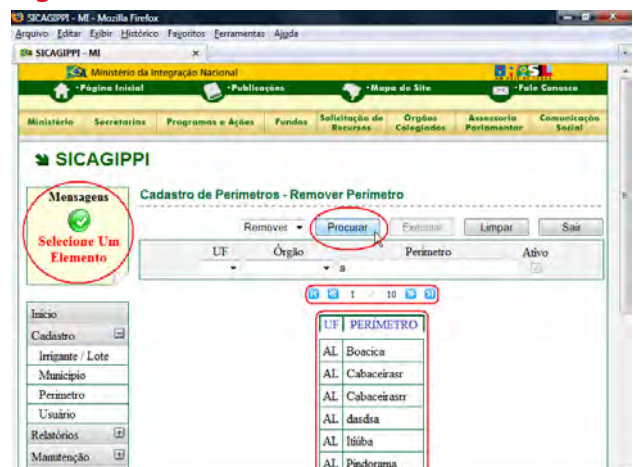 SICAGIPPI - MI - Mozilla Firefox
Arquivo Editar Exibir Histórico Favoritos Ferramentas Ajuda
SICAGIPPI - MI x
Ministério da Integração Nacional
·Página Inicial ·Publicações ·Mapa do Site ·Fale Conosco
Ministério Secretarias Programas e Ações Fundos Solicitação de Recursos Órgãos Colegiados Assessoria Parlamentar Comunicação Social
SICAGIPPI
Mensagens
Selecione Um
Elemento
Cadastro de Perimetros - Remover Perimetro
Remover Procurar Executar Limpar Sair
UF Órgão Perimetro Ativo
a
1 / 10
UF PERIMETRO
AL Boacica
AL Cabaceirasr
AL Cabaceirasrr
AL dasdsa
AL Itiúba
AL Pindorama
Início
Cadastro
Irrigante / Lote
Município
Perimetro
Usuário
Relatórios
Manutenção